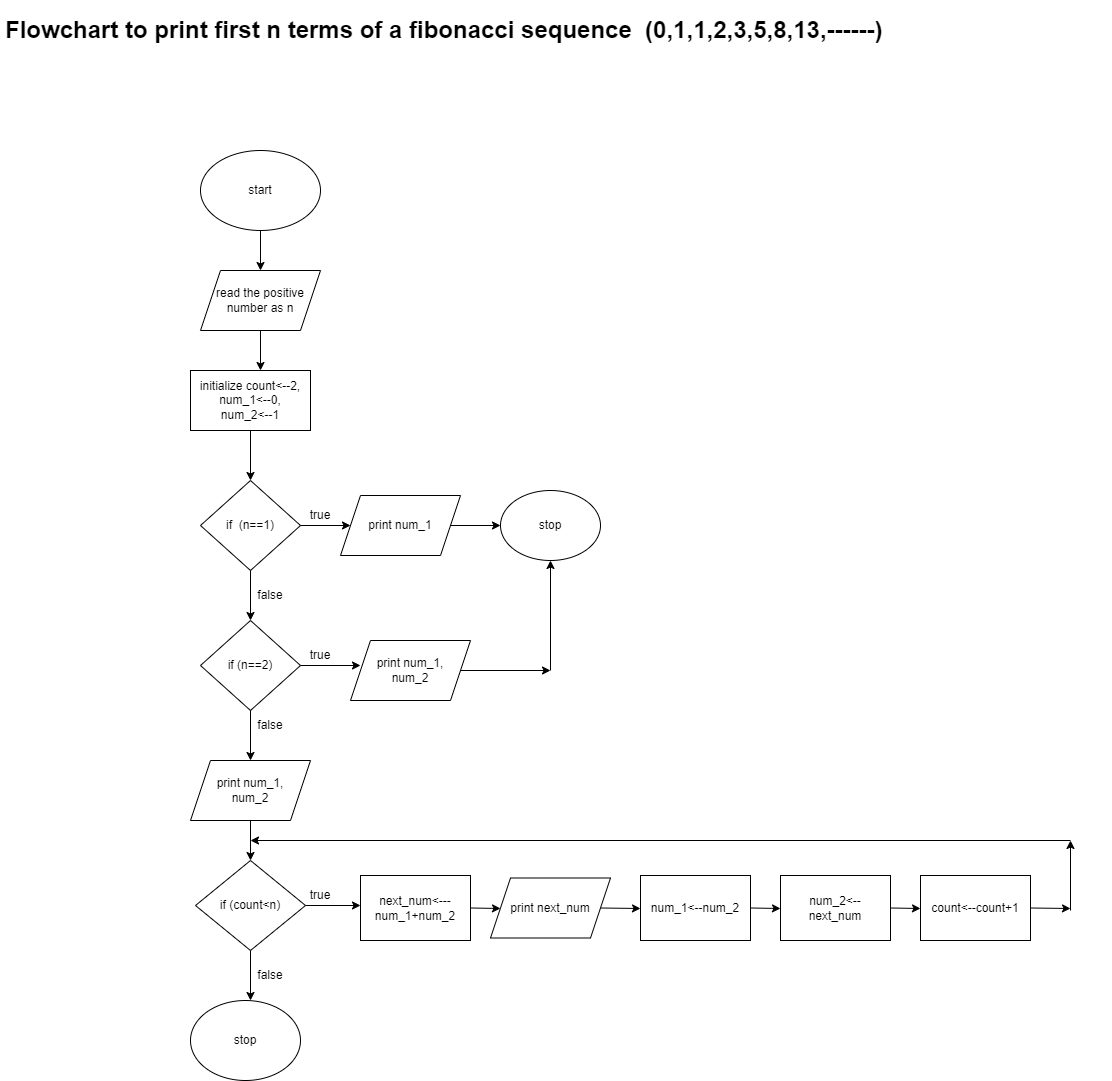 Flowchart to print first n terms of a fibonacci sequence  (0,1,1,2,3,5,8,13,------)
start
read the positive
number as n
initialize count<--2,
num_1<--0,
num_2<--1
if  (n==1)
true
print num_1
stop
false
if (n==2)
true
print num_1,
num_2
false
print num_1,
num_2
if (count<n)
true
next_num<---
num_1+num_2
print next_num
num_1<--num_2
num_2<--
next_num
count<--count+1
false
stop